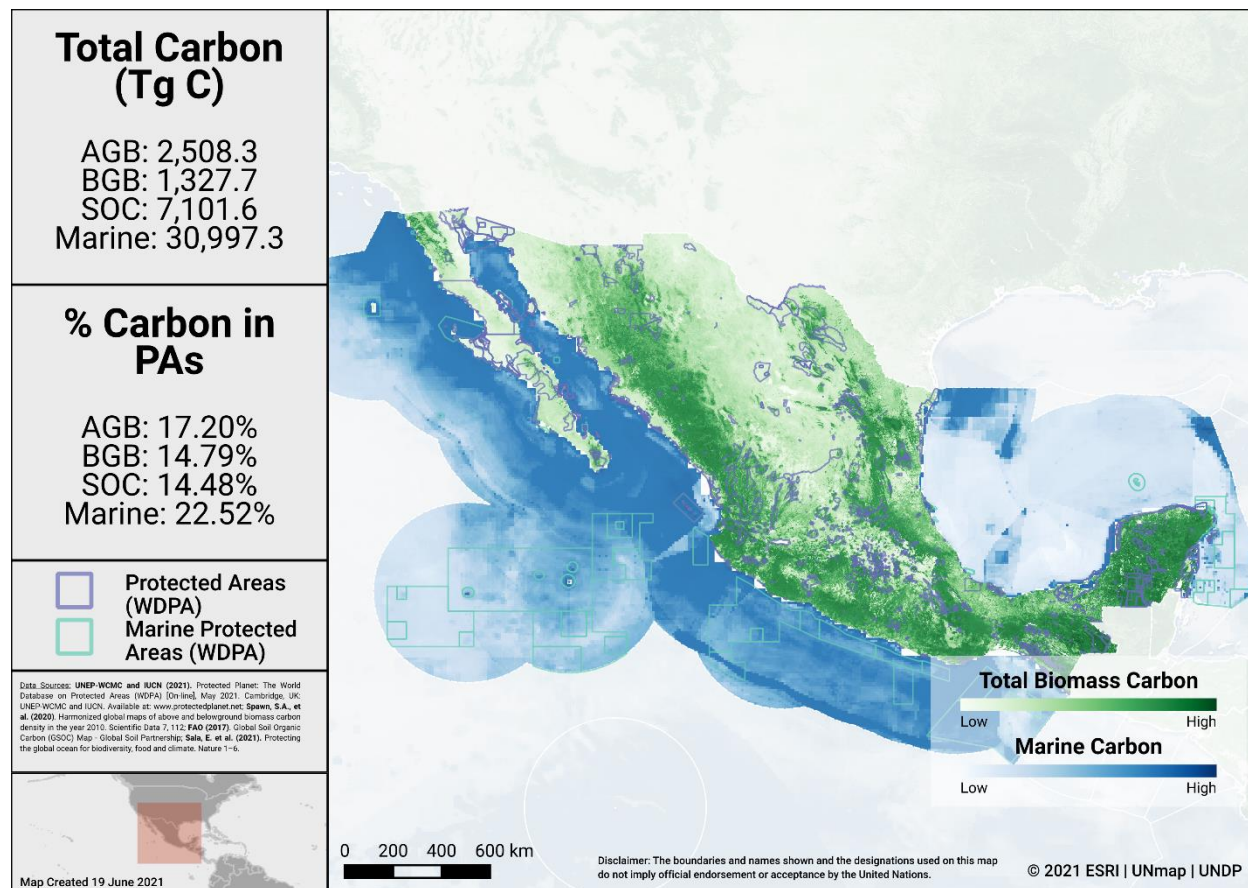 Total Carbon
(Tg C)
AGB: 2,508.3
BGB: 1,327.7
SOC: 7,101.6
Marine: 30,997.3
% Carbon in
PAs
AGB: 17.20%
BGB: 14.79%
SOC: 14.48%
Marine: 22.52%
Protected Areas
(WDPA)
Marine Protected
Areas (WDPA)
Data Sources: UNEP-WCMC and IUCN (2021). Protected Planet: The World
Database on Protected Areas (WDPA) [On-line], May 2021. Cambridge, UK:
UNEP-WCMC and IUCN. Available at: www.protectedplanet.net; Spawn, S.A., et
al. (2020). Harmonized global maps of above and belowground biomass carbon
density in the year 2010. Scientific Data 7, 112; FAO (2017). Global Soil Organic
Carbon (GSOC) Map - Global Soil Partnership; Sala, E. et al. (2021). Protecting
the global ocean for biodiversity, food and climate. Nature 1–6.
Map Created 19 June 2021
Total Biomass Carbon
Low High
Marine Carbon
Low High
0 200 400 600 km
Disclaimer: The boundaries and names shown and the designations used on this map
do not imply official endorsement or acceptance by the United Nations.
© 2021 ESRI | UNmap | UNDP